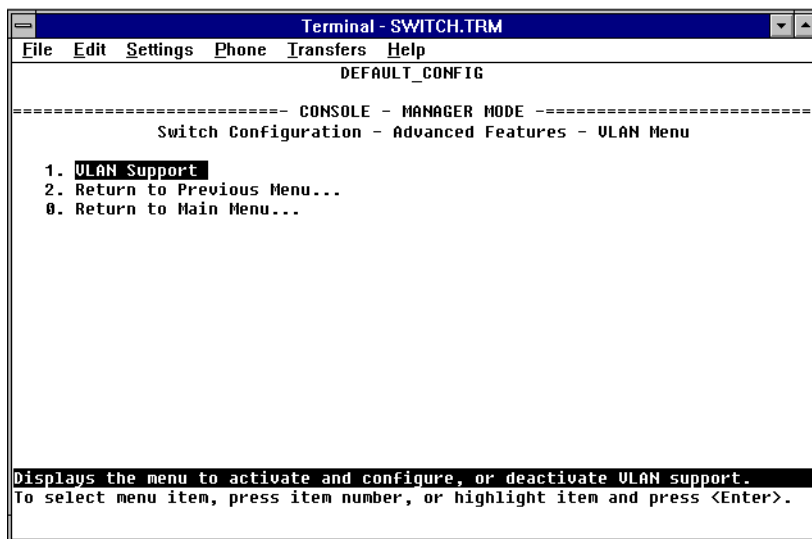 Terminal - SWITCH.TRM
File Edit Settings Phone Transfers Help
DEFAULT_CONFIG
==========================- CONSOLE - MANAGER MODE -==========================
Switch Configuration - Advanced Features - VLAN Menu
1. VLAN Support
2. Return to Previous Menu...
0. Return to Main Menu...
Displays the menu to activate and configure, or deactivate VLAN support.
To select menu item, press item number, or highlight item and press <Enter>.